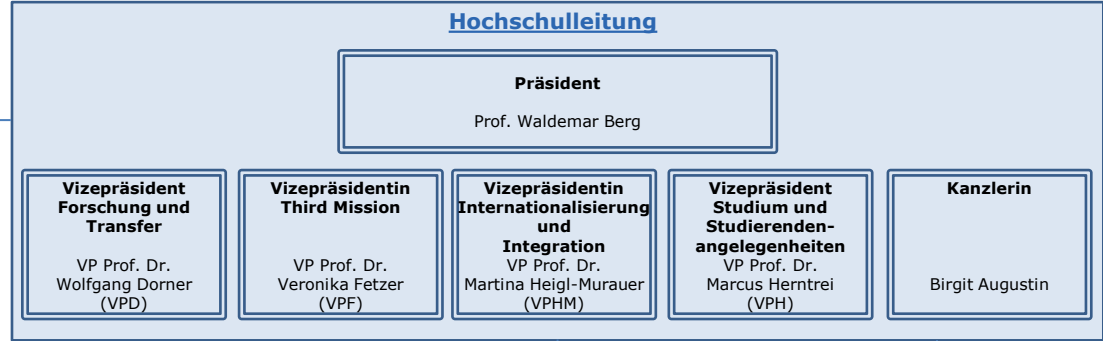 Hochschulleitung
Präsident
Prof. Waldemar Berg
Vizepräsident
Forschung und
Transfer
VP Prof. Dr.
Wolfgang Dorner
(VPD)
Vizepräsidentin
Third Mission
VP Prof. Dr.
Veronika Fetzer
(VPF)
Vizepräsidentin
Internationalisierung
und
Integration
VP Prof. Dr.
Martina Heigl-Murauer
(VPHM)
Vizepräsident
Studium und
Studierenden-
angelegenheiten
VP Prof. Dr.
Marcus Herntrei
(VPH)
Kanzlerin
Birgit Augustin